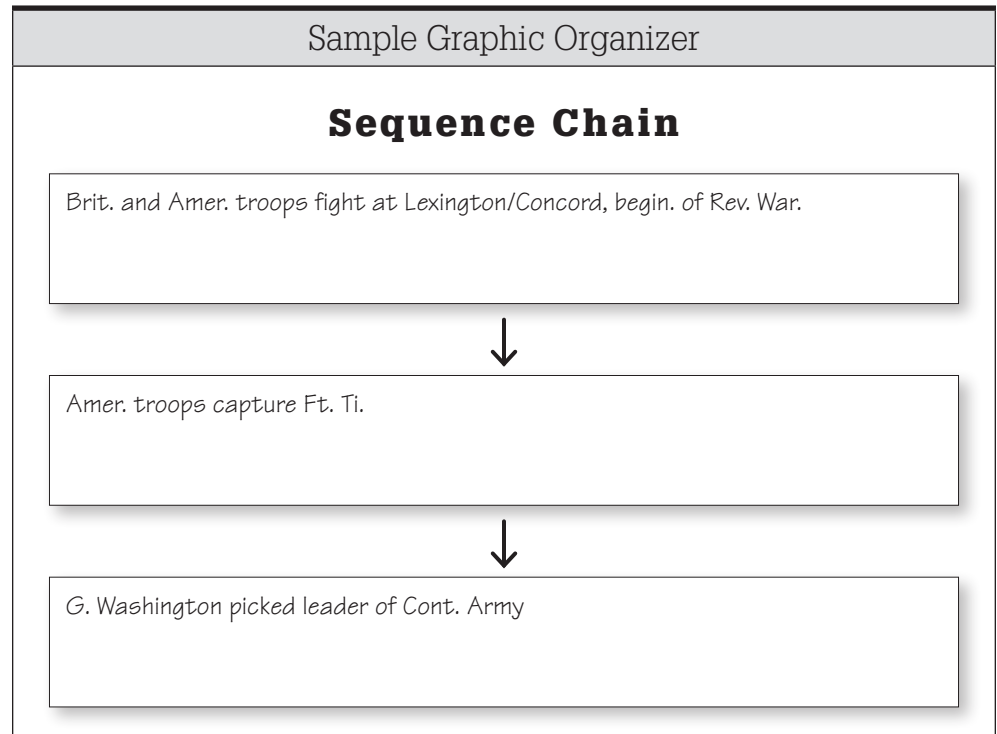 Sample Graphic Organizer
Sequence Chain
Brit. and Amer. troops fight at Lexington/Concord, begin. of Rev. War.
Amer. troops capture Ft. Ti.
G. Washington picked leader of Cont. Army